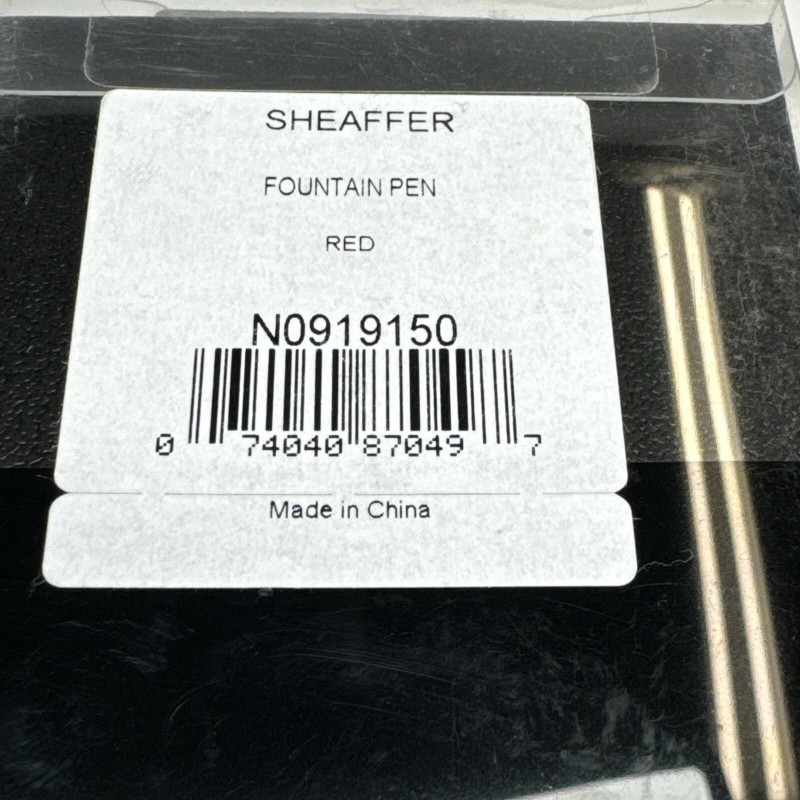 SHEAFFER
FOUNTAIN PEN
RED
N0919150
0 74040 87049 7
Made in China